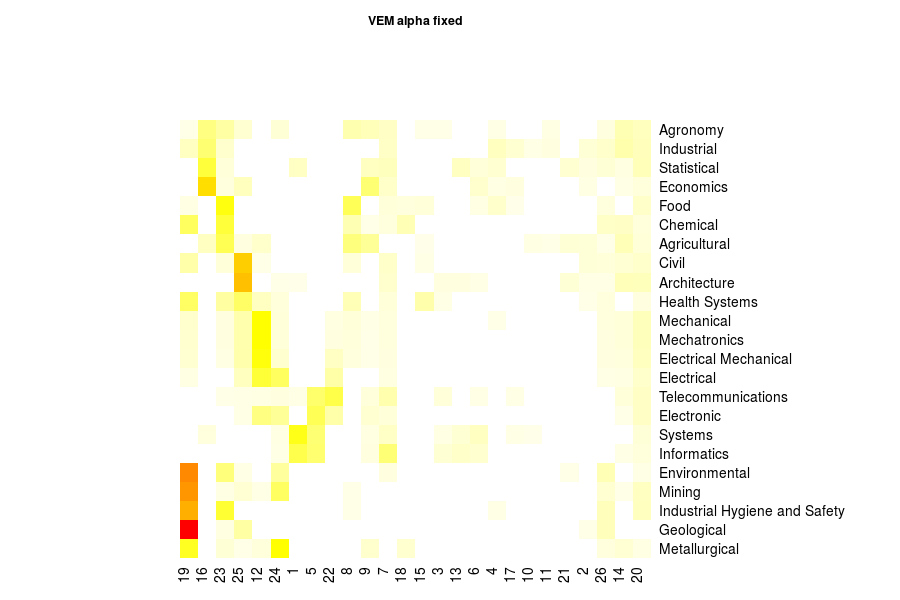 VEM alpha fixed
Agronomy
Industrial
Statistical
Economics
Food
Chemical
Agricultural
Civil
Architecture
Health Systems
Mechanical
Mechatronics
Electrical Mechanical
Electrical
Telecommunications
Electronic
Systems
Informatics
Environmental
Mining
Industrial Hygiene and Safety
Geological
Metallurgical
19 16 23 25 12 24 1 5 22 8 9 7 18 15 3 13 6 4 17 10 11 21 2 26 14 20